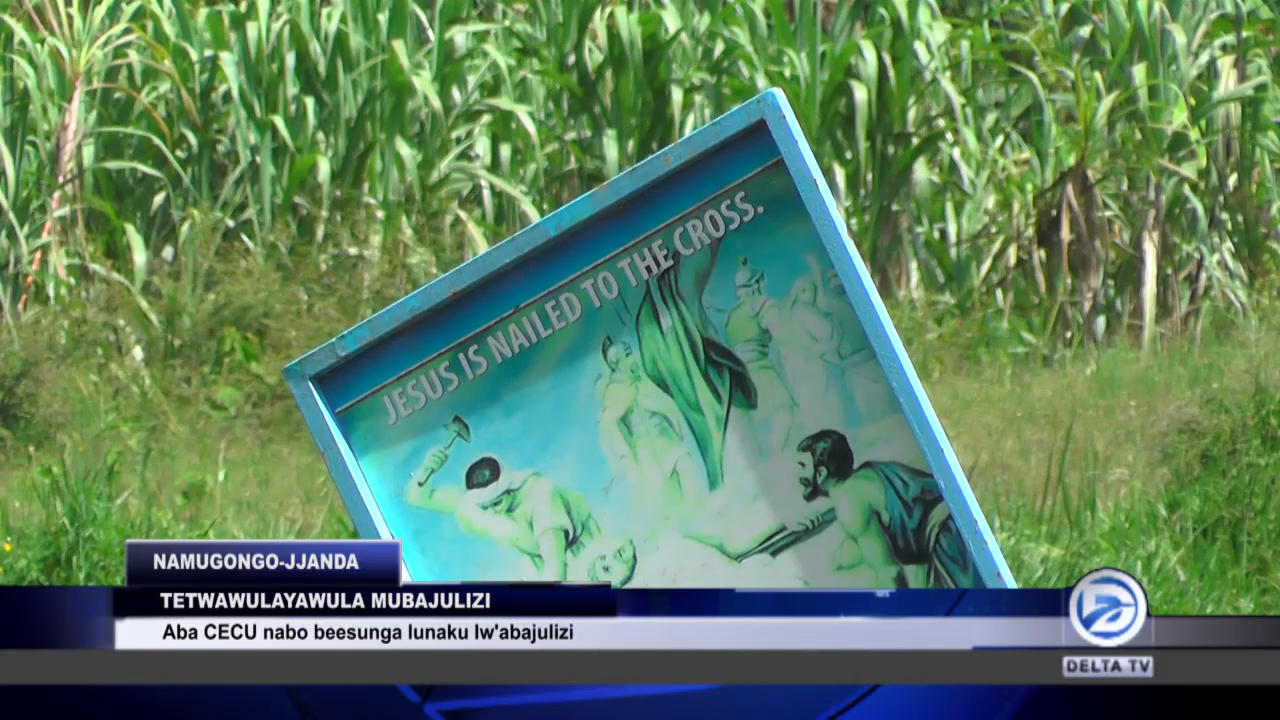 JESUS IS NAILED TO THE CROSS.
NAMUGONGO-JJANDA
TETWAWULAYAWULA MUBAJULIZI
Aba CECU nabo beesunga lunaku lw'abajulizi
DELTA TV